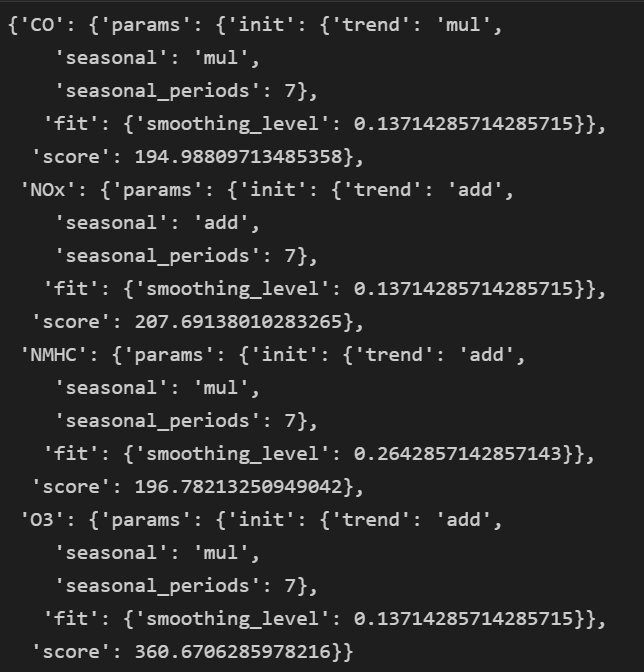 {'CO': {'params': {'init': {'trend': 'mul',
'seasonal': 'mul',
'seasonal_periods': 7},
'fit': {'smoothing_level': 0.13714285714285715}},
'score': 194.98809713485358},
'NOx': {'params': {'init': {'trend': 'add',
'seasonal': 'add',
'seasonal_periods': 7},
'fit': {'smoothing_level': 0.13714285714285715}},
'score': 207.69138010283265},
'NMHC': {'params': {'init': {'trend': 'add',
'seasonal': 'mul',
'seasonal_periods': 7},
'fit': {'smoothing_level': 0.2642857142857143}},
'score': 196.78213250949042},
'O3': {'params': {'init': {'trend': 'add',
'seasonal': 'mul',
'seasonal_periods': 7},
'fit': {'smoothing_level': 0.13714285714285715}},
'score': 360.6706285978216}}